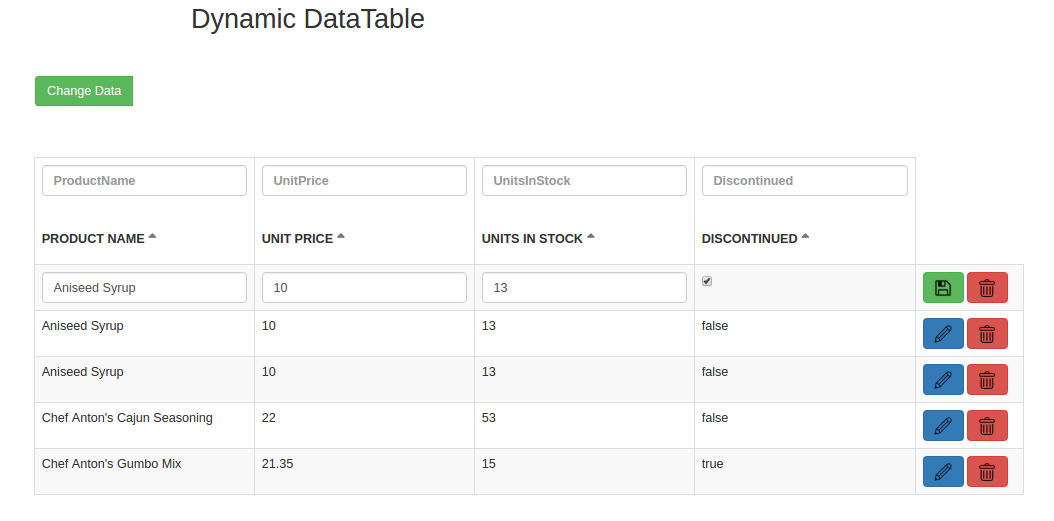 Dynamic DataTable
Change Data
ProductName UnitPrice UnitsInStock Discontinued
PRODUCT NAME UNIT PRICE UNITS IN STOCK DISCONTINUED
Aniseed Syrup 10 13
Aniseed Syrup 10 13 false
Aniseed Syrup 10 13 false
Chef Anton's Cajun Seasoning 22 53 false
Chef Anton's Gumbo Mix 21.35 15 true